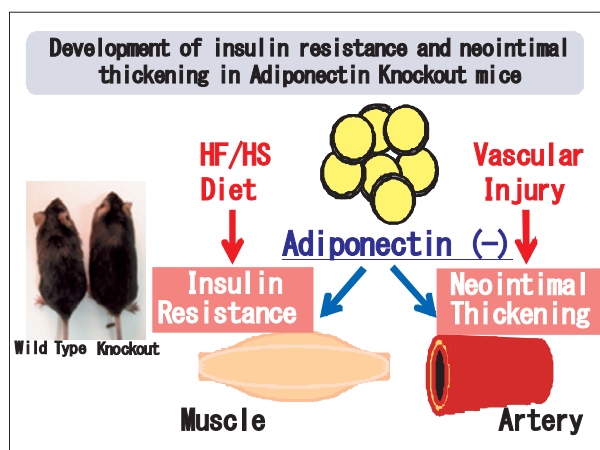 Development of insulin resistance and neointimal
thickening in Adiponectin Knockout mice
HF/HS
Diet
Vascular
Injury
Adiponectin (-)
Insulin
Resistance
Neointimal
Thickening
Wild Type Knockout
Muscle
Artery